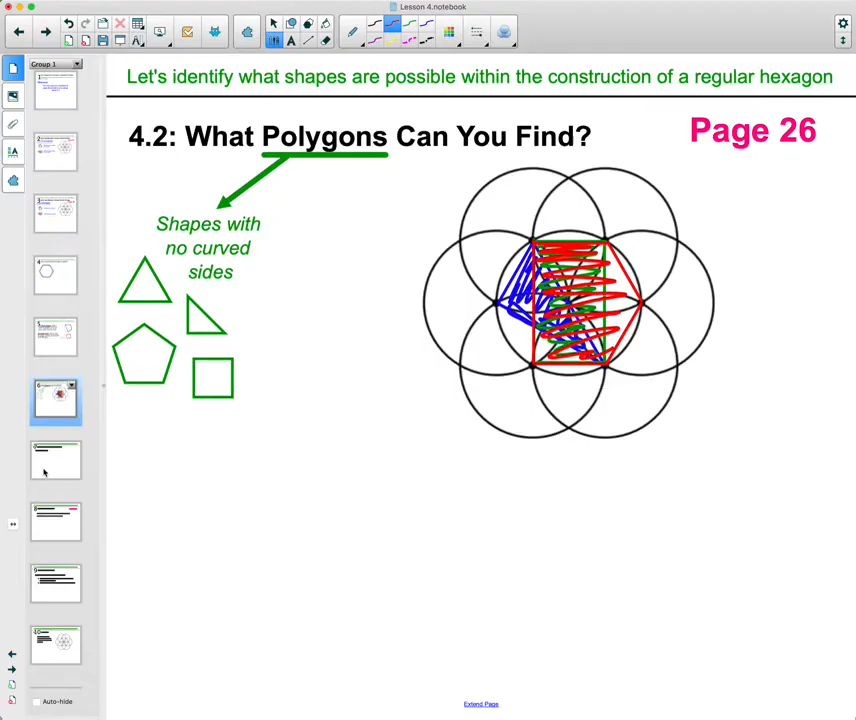 Lesson 4.notebook
Group 1
Let's identify what shapes are possible within the construction of a regular hexagon
4.2: What Polygons Can You Find?
Page 26
Shapes with
no curved
sides
Auto-hide
Extend Page